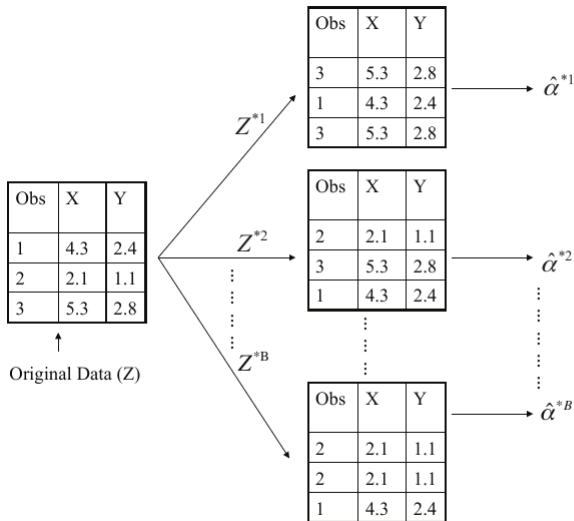 Obs X Y
3 5.3 2.8
1 4.3 2.4
3 5.3 2.8
α̂*1
Z*1
Obs X Y
1 4.3 2.4
2 2.1 1.1
3 5.3 2.8
Original Data (Z)
Z*2
Obs X Y
2 2.1 1.1
3 5.3 2.8
1 4.3 2.4
α̂*2
Z*B
Obs X Y
2 2.1 1.1
2 2.1 1.1
1 4.3 2.4
α̂*B